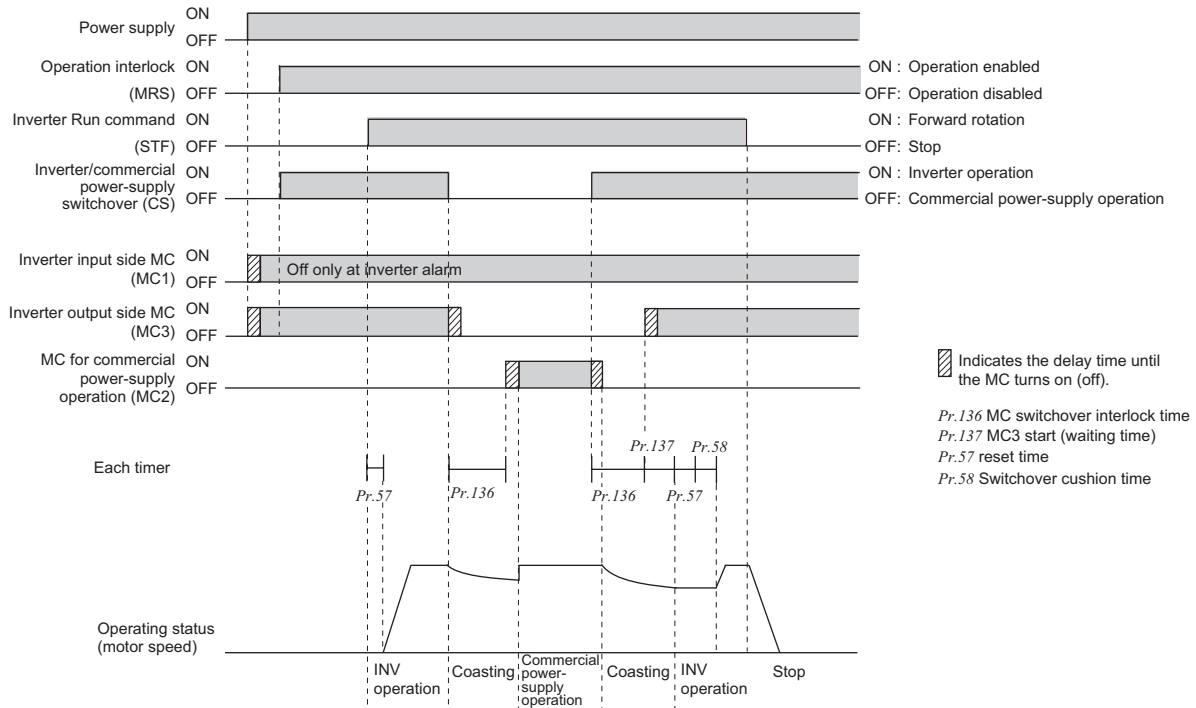 Power supply
ON
OFF
Operation interlock
(MRS)
ON
OFF
ON : Operation enabled
OFF: Operation disabled
Inverter Run command
(STF)
ON
OFF
ON : Forward rotation
OFF: Stop
Inverter/commercial
power-supply
switchover (CS)
ON
OFF
ON : Inverter operation
OFF: Commercial power-supply operation
Inverter input side MC
(MC1)
ON
OFF
Off only at inverter alarm
Inverter output side MC
(MC3)
ON
OFF
MC for commercial
power-supply
operation (MC2)
ON
OFF
Indicates the delay time until
the MC turns on (off).
Pr.136 MC switchover interlock time
Pr.137 MC3 start (waiting time)
Pr.57 reset time
Pr.58 Switchover cushion time
Each timer
Pr.137
Pr.58
Pr.57
Pr.136
Pr.136
Pr.57
Operating status
(motor speed)
INV
operation
Coasting
Commercial
power-
supply
operation
Coasting
INV
operation
Stop